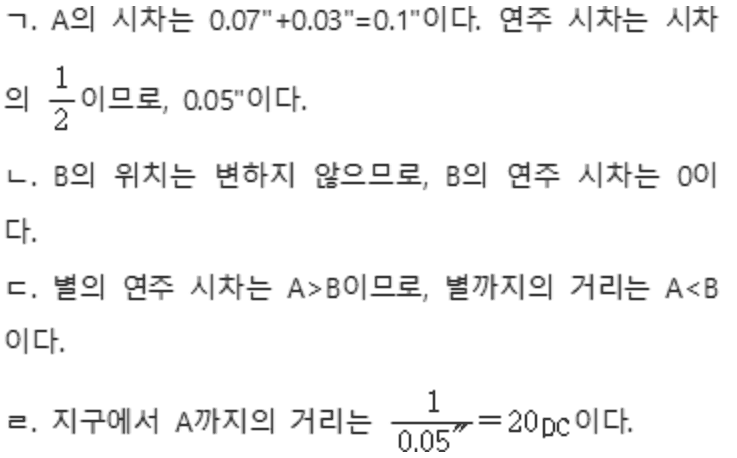 ㄱ. A의 시차는 0.07"+0.03"=0.1"이다. 연주 시차는 시차
의 1/2이므로, 0.05"이다.
ㄴ. B의 위치는 변하지 않으므로, B의 연주 시차는 0이
다.
ㄷ. 별의 연주 시차는 A>B이므로, 별까지의 거리는 A<B
이다.
ㄹ. 지구에서 A까지의 거리는 1/0.05″=20pc이다.